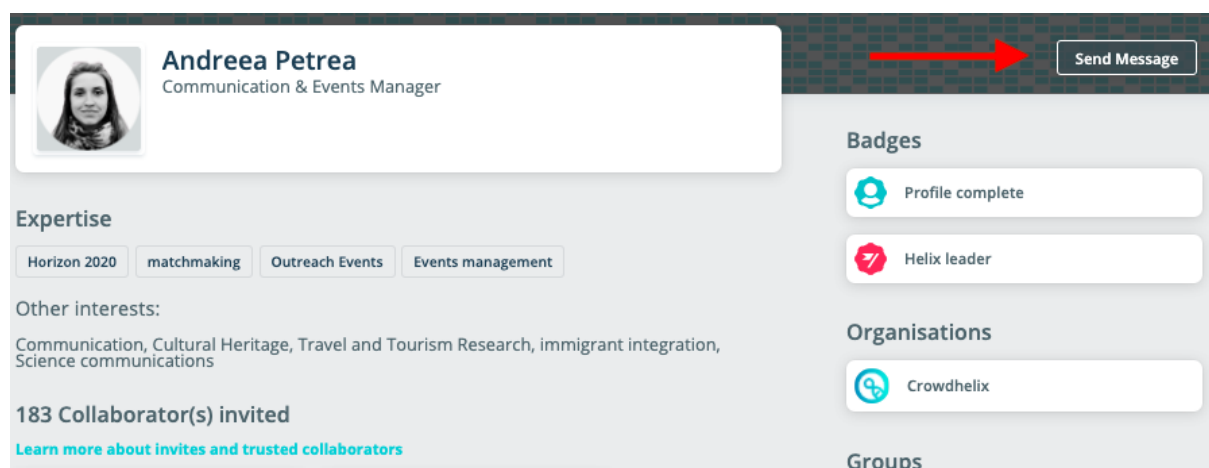 Andreea Petrea
Communication & Events Manager
Send Message
Expertise
Horizon 2020
matchmaking
Outreach Events
Events management
Other interests:
Communication, Cultural Heritage, Travel and Tourism Research, immigrant integration,
Science communications
183 Collaborator(s) invited
Learn more about invites and trusted collaborators
Badges
Profile complete
Helix leader
Organisations
Crowdhelix
Groups